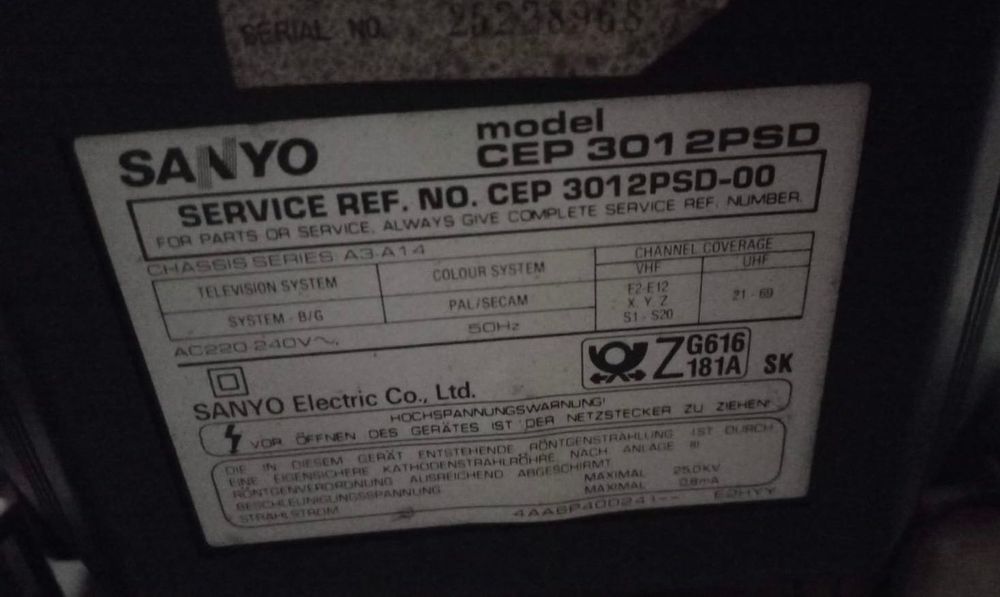 SERIAL NO. 25238968
SANYO
model
CEP 3012PSD
SERVICE REF. NO. CEP 3012PSD-00
FOR PARTS OR SERVICE, ALWAYS GIVE COMPLETE SERVICE REF. NUMBER.
CHASSIS SERIES: A3-A14
TELEVISION SYSTEM
COLOUR SYSTEM
CHANNEL COVERAGE
VHF
UHF
SYSTEM - B/G
PAL/SECAM
E2-E12
X, Y, Z
S1 - S20
21 - 69
AC220-240V~,
50Hz
SANYO Electric Co., Ltd.
Z G616
181A SK
HOCHSPANNUNGSWARNUNG!
VOR ÖFFNEN DES GERÄTES IST DER NETZSTECKER ZU ZIEHEN!
DIE IN DIESEM GERÄT ENTSTEHENDE RÖNTGENSTRAHLUNG IST DURCH
EINE EIGENSICHERE KATHODENSTRAHLRÖHRE NACH ANLAGE III
RÖNTGENVERORDNUNG AUSREICHEND ABGESCHIRMT
BESCHLEUNIGUNGSSPANNUNG MAXIMAL 25.0KV
STRAHLSTROM MAXIMAL 0.8mA
4AA6P400241-- E2HYY